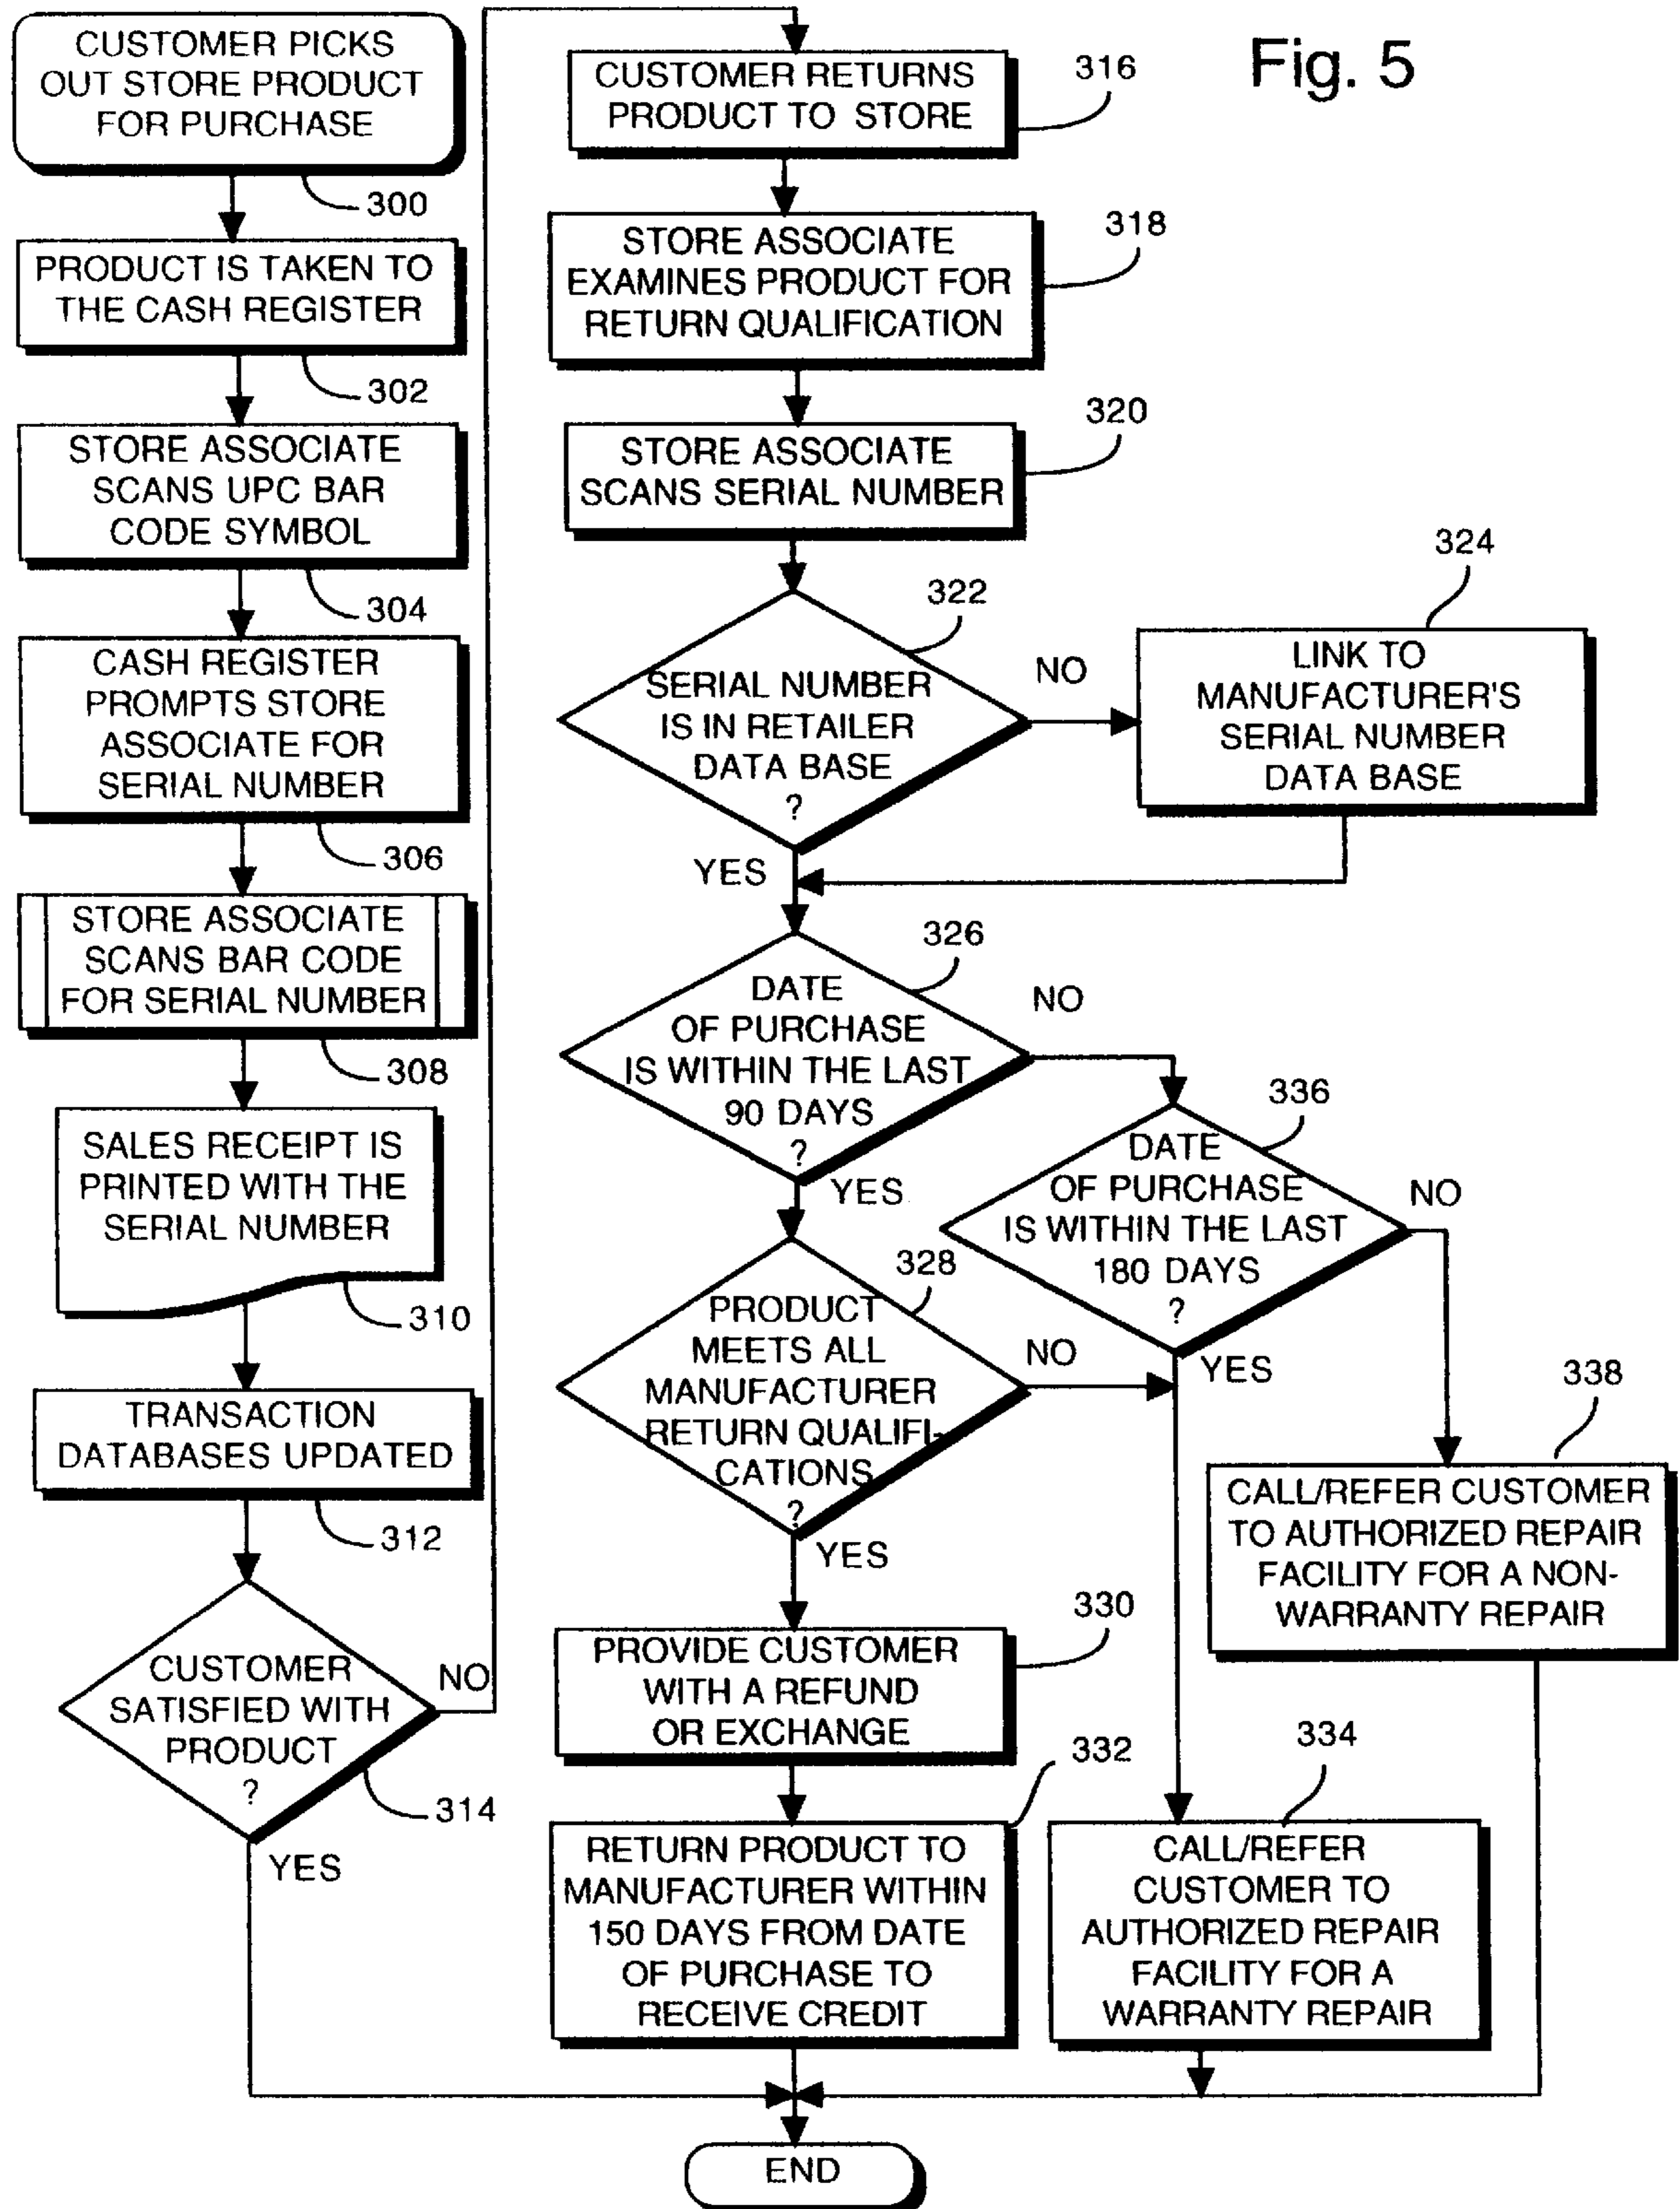 Fig. 5
CUSTOMER PICKS
OUT STORE PRODUCT
FOR PURCHASE
300
PRODUCT IS TAKEN TO
THE CASH REGISTER
302
STORE ASSOCIATE
SCANS UPC BAR
CODE SYMBOL
304
CASH REGISTER
PROMPTS STORE
ASSOCIATE FOR
SERIAL NUMBER
306
STORE ASSOCIATE
SCANS BAR CODE
FOR SERIAL NUMBER
308
SALES RECEIPT IS
PRINTED WITH THE
SERIAL NUMBER
310
TRANSACTION
DATABASES UPDATED
312
CUSTOMER
SATISFIED WITH
PRODUCT
?
NO
314
YES
CUSTOMER RETURNS
PRODUCT TO STORE
316
STORE ASSOCIATE
EXAMINES PRODUCT FOR
RETURN QUALIFICATION
318
STORE ASSOCIATE
SCANS SERIAL NUMBER
320
SERIAL NUMBER
IS IN RETAILER
DATA BASE
?
322
NO
YES
LINK TO
MANUFACTURER'S
SERIAL NUMBER
DATA BASE
324
DATE
OF PURCHASE
IS WITHIN THE LAST
90 DAYS
?
326
NO
YES
PRODUCT
MEETS ALL
MANUFACTURER
RETURN QUALIFI-
CATIONS
?
328
NO
YES
DATE
OF PURCHASE
IS WITHIN THE LAST
180 DAYS
?
336
NO
YES
CALL/REFER CUSTOMER
TO AUTHORIZED REPAIR
FACILITY FOR A NON-
WARRANTY REPAIR
338
PROVIDE CUSTOMER
WITH A REFUND
OR EXCHANGE
330
RETURN PRODUCT TO
MANUFACTURER WITHIN
150 DAYS FROM DATE
OF PURCHASE TO
RECEIVE CREDIT
332
CALL/REFER
CUSTOMER TO
AUTHORIZED REPAIR
FACILITY FOR A
WARRANTY REPAIR
334
END